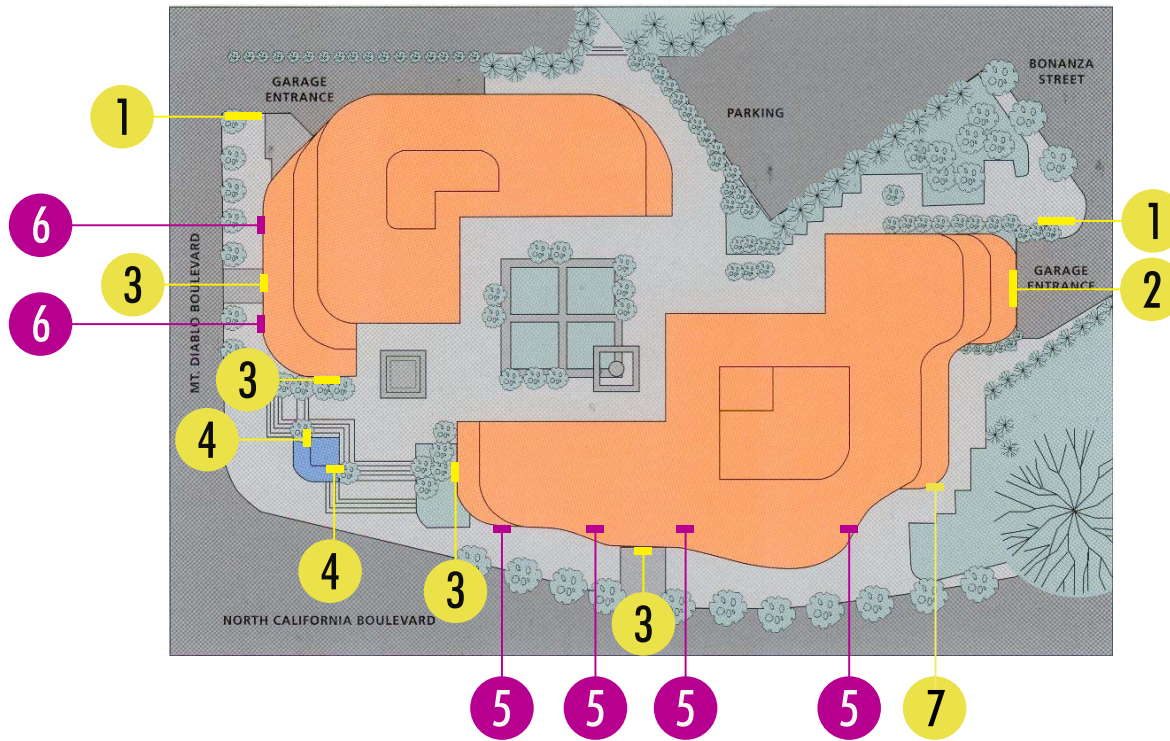 BONANZA
STREET
GARAGE
ENTRANCE
PARKING
1
6
1
MT. DIABLO BOULEVARD
3
GARAGE
ENTRANCE
2
6
3
4
4
3
3
NORTH CALIFORNIA BOULEVARD
5
5
5
5
7